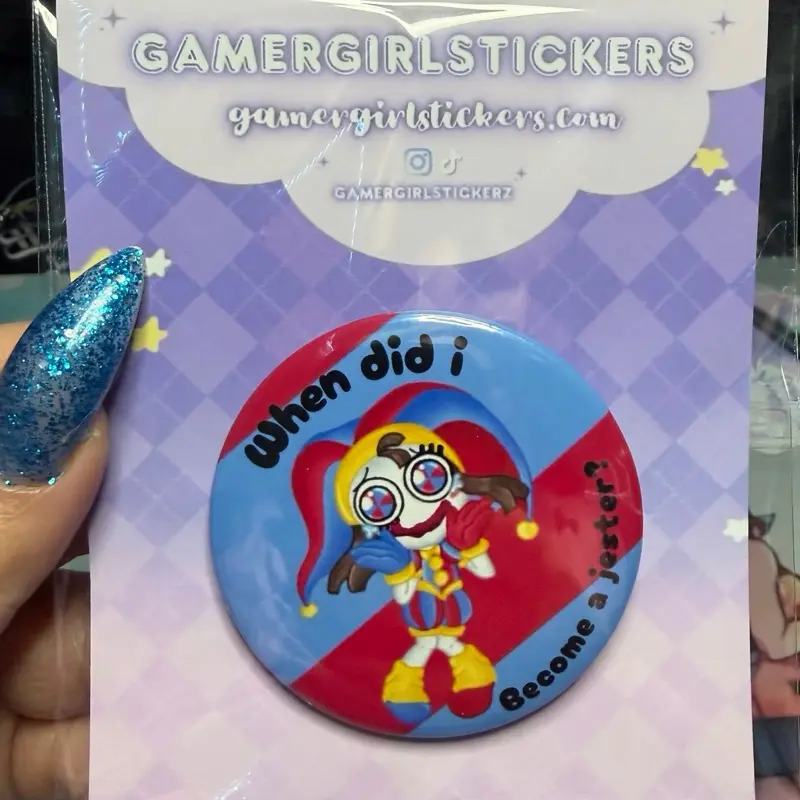 GAMERGIRLSTICKERS
gamergirlstickers.com
GAMERGIRLSTICKERZ
When did i
Become a jester?